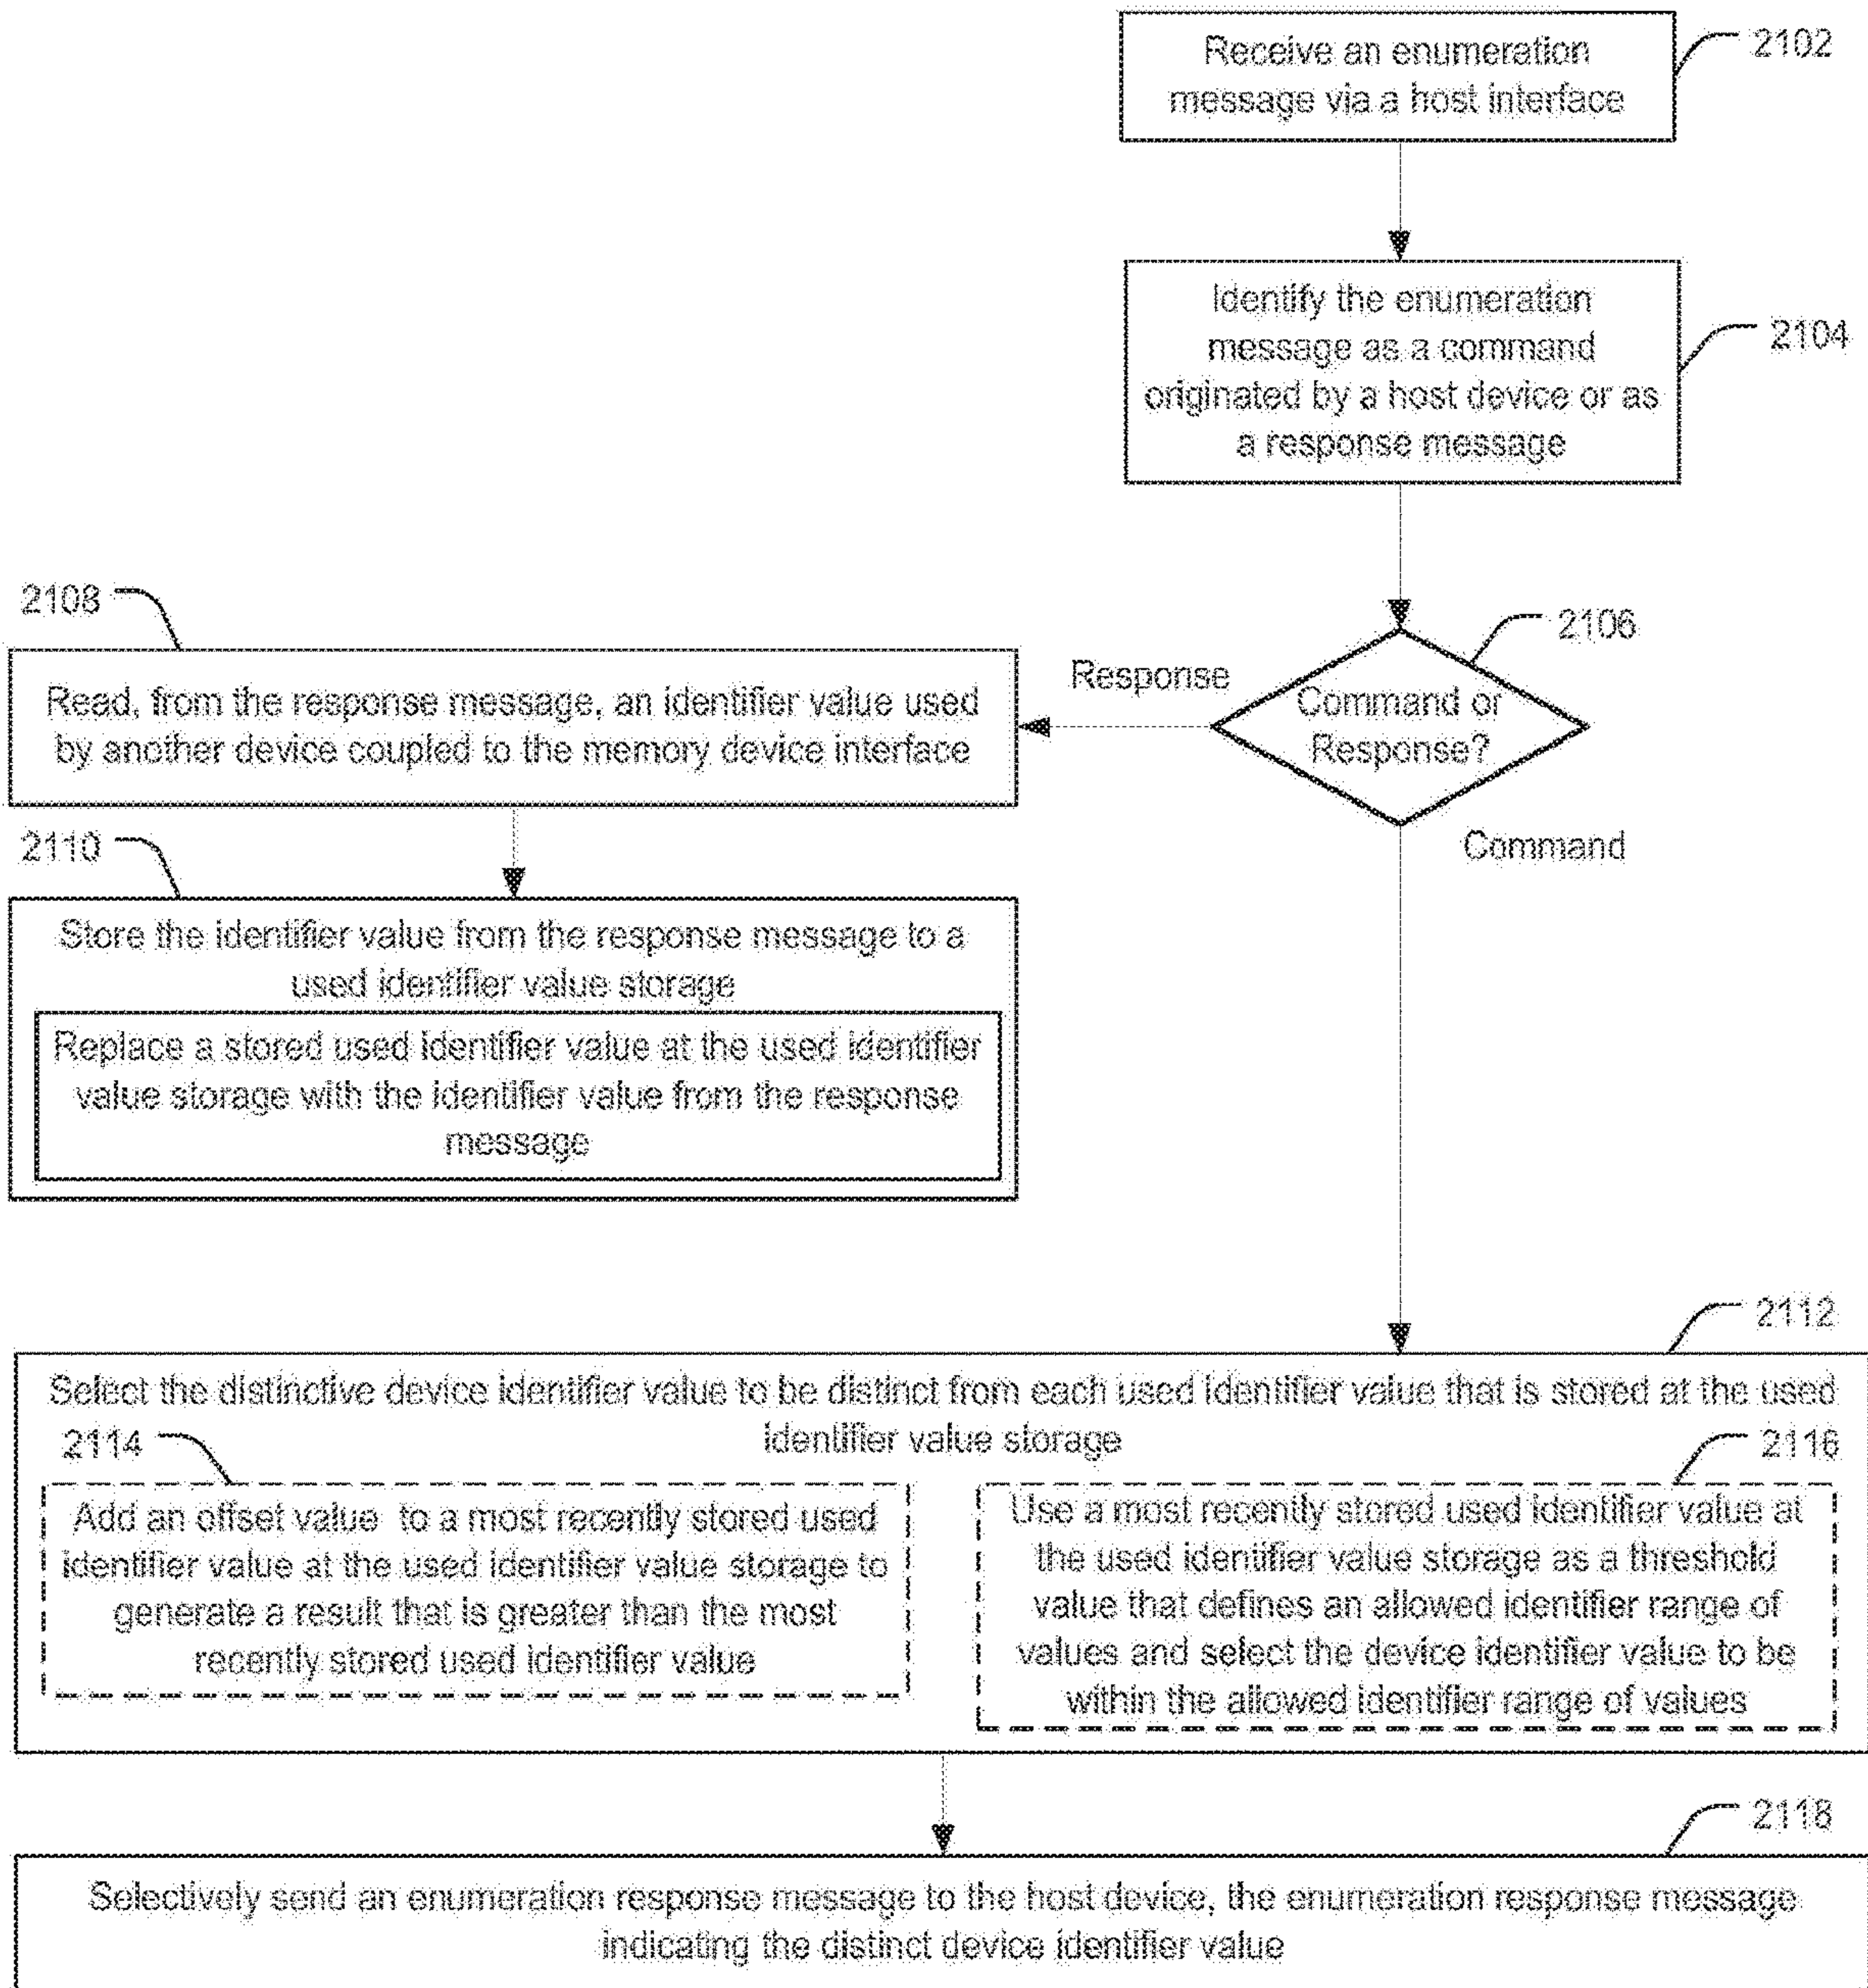 Receive an enumeration
message via a host interface
2102
Identify the enumeration
message as a command
originated by a host device or as
a response message
2104
2106
Command or
Response?
Response
Command
2108
Read, from the response message, an identifier value used
by another device coupled to the memory device interface
2110
Store the identifier value from the response message to a
used identifier value storage
Replace a stored used identifier value at the used identifier
value storage with the identifier value from the response
message
2112
Select the distinctive device identifier value to be distinct from each used identifier value that is stored at the used
identifier value storage
2114
Add an offset value to a most recently stored used
identifier value at the used identifier value storage to
generate a result that is greater than the most
recently stored used identifier value
2116
Use a most recently stored used identifier value at
the used identifier value storage as a threshold
value that defines an allowed identifier range of
values and select the device identifier value to be
within the allowed identifier range of values
2118
Selectively send an enumeration response message to the host device, the enumeration response message
indicating the distinct device identifier value